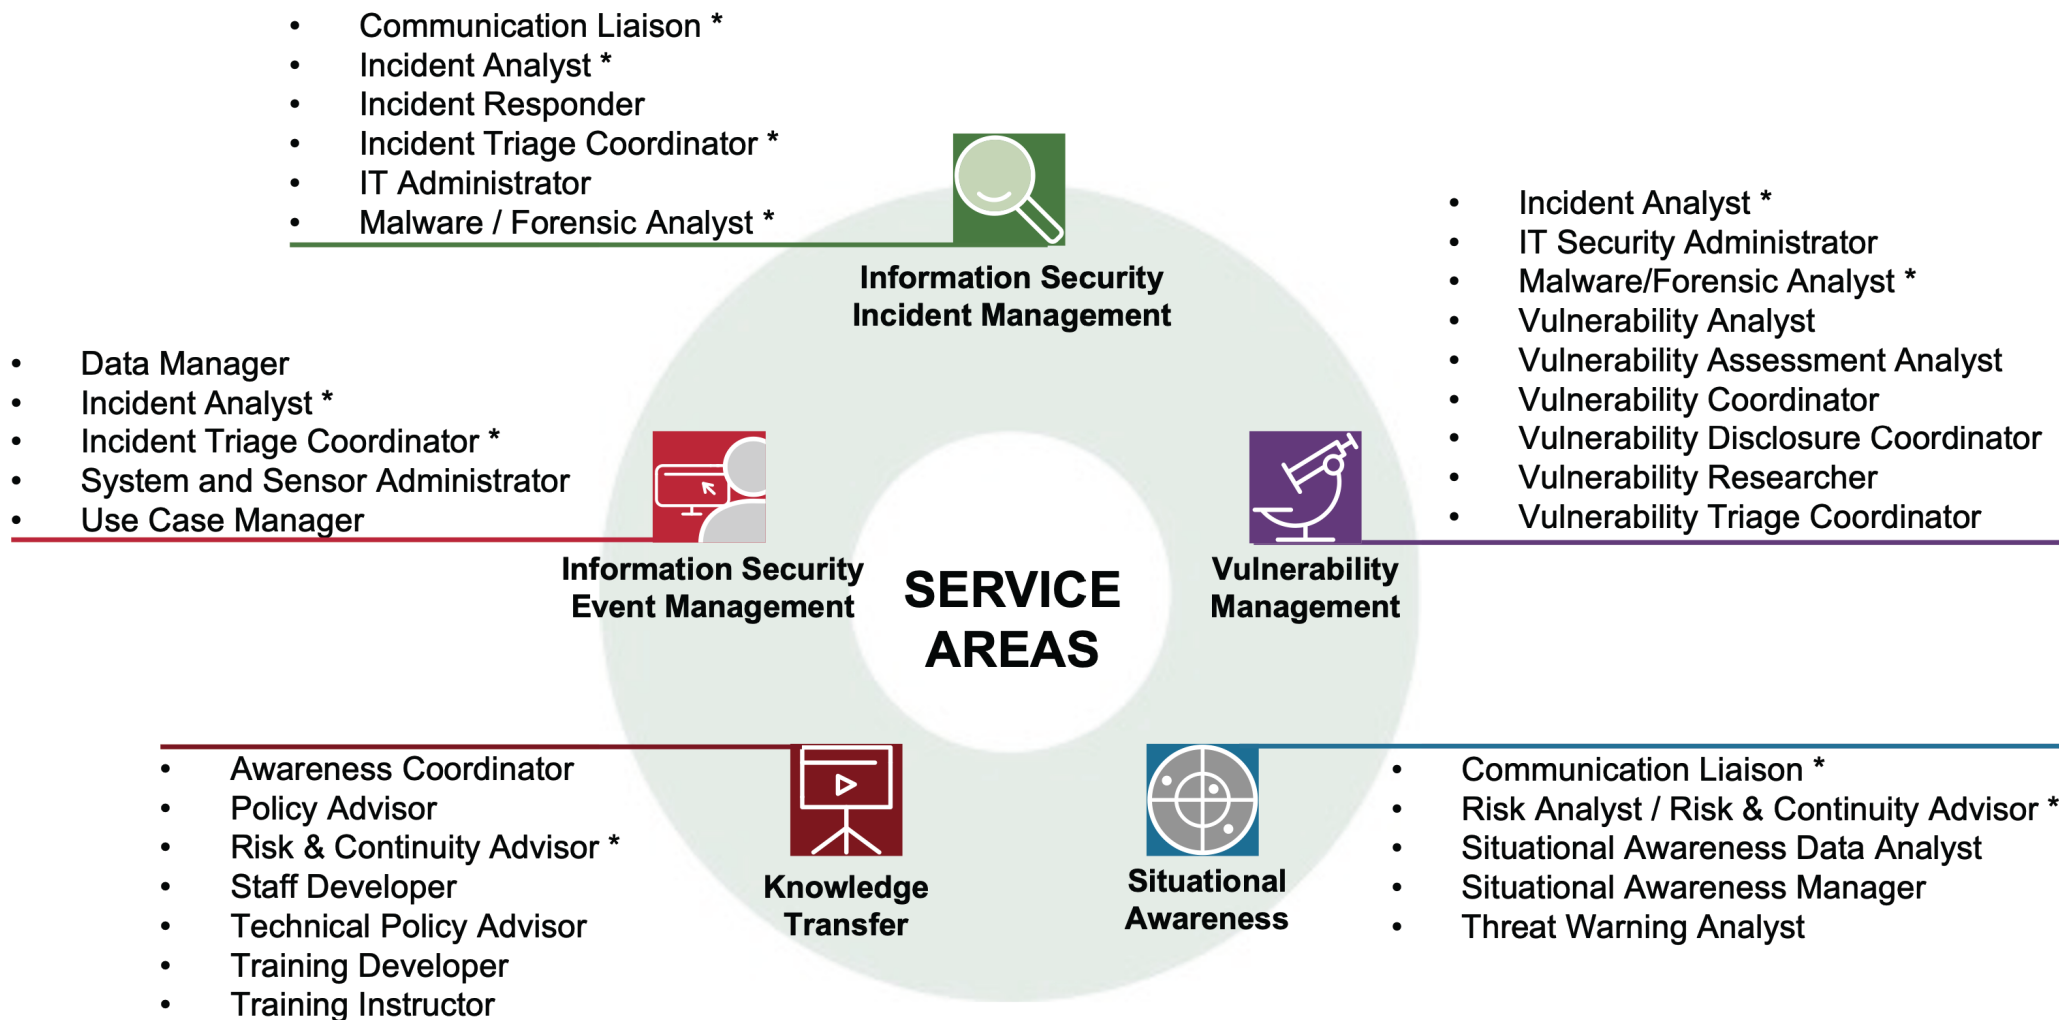 • Communication Liaison *
• Incident Analyst *
• Incident Responder
• Incident Triage Coordinator *
• IT Administrator
• Malware / Forensic Analyst *
Information Security
Incident Management
• Incident Analyst *
• IT Security Administrator
• Malware/Forensic Analyst *
• Vulnerability Analyst
• Vulnerability Assessment Analyst
• Vulnerability Coordinator
• Vulnerability Disclosure Coordinator
• Vulnerability Researcher
• Vulnerability Triage Coordinator
Vulnerability
Management
• Data Manager
• Incident Analyst *
• Incident Triage Coordinator *
• System and Sensor Administrator
• Use Case Manager
Information Security
Event Management
SERVICE
AREAS
• Awareness Coordinator
• Policy Advisor
• Risk & Continuity Advisor *
• Staff Developer
• Technical Policy Advisor
• Training Developer
• Training Instructor
Knowledge
Transfer
Situational
Awareness
• Communication Liaison *
• Risk Analyst / Risk & Continuity Advisor *
• Situational Awareness Data Analyst
• Situational Awareness Manager
• Threat Warning Analyst